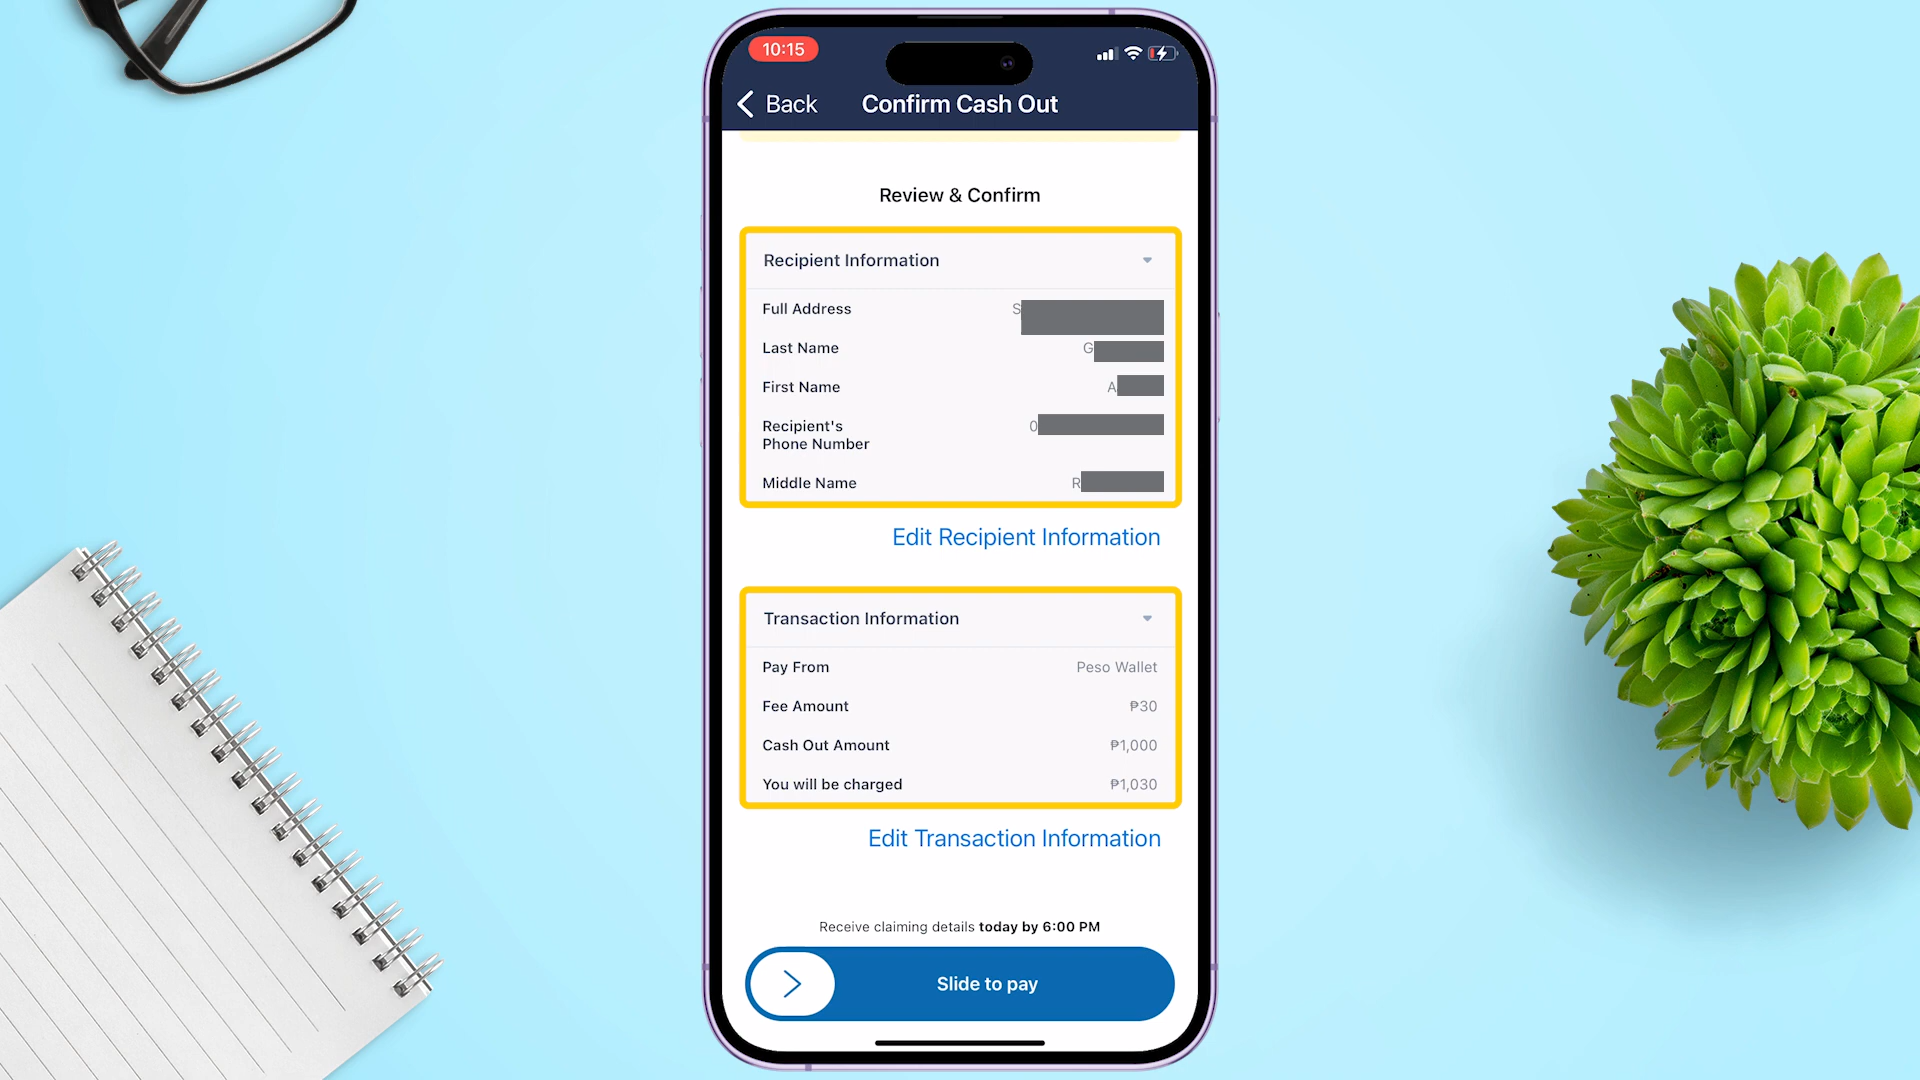 10:15
Back
Confirm Cash Out
Review & Confirm
Recipient Information
Full Address S
Last Name G
First Name A
Recipient's 0
Phone Number
Middle Name R
Edit Recipient Information
Transaction Information
Pay From Peso Wallet
Fee Amount ₱30
Cash Out Amount ₱1,000
You will be charged ₱1,030
Edit Transaction Information
Receive claiming details today by 6:00 PM
Slide to pay